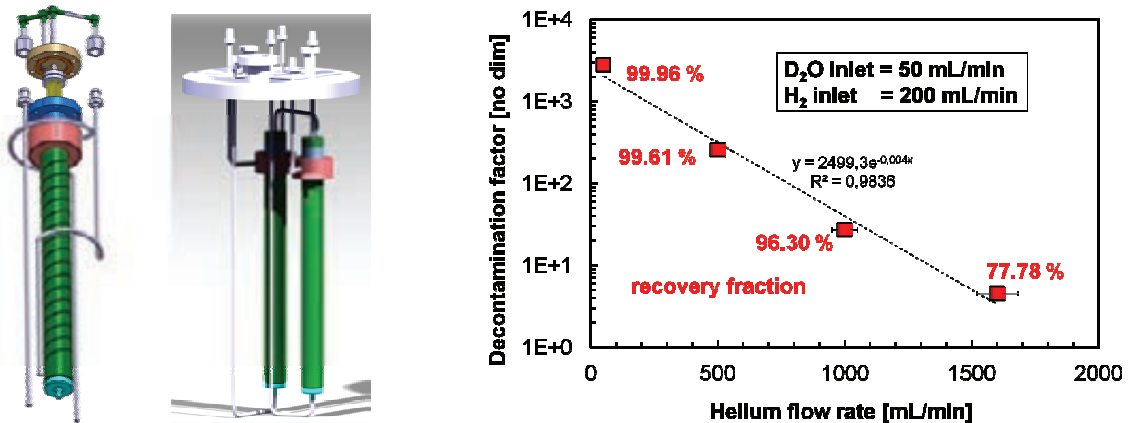 Decontamination factor [no dim]
1E+4
1E+3
1E+2
1E+1
1E+0
D₂O inlet = 50 mL/min
H₂ inlet = 200 mL/min
99.96 %
99.61 %
y = 2499,3e^-0,004x
R² = 0,9836
96.30 %
77.78 %
recovery fraction
0 500 1000 1500 2000
Helium flow rate [mL/min]